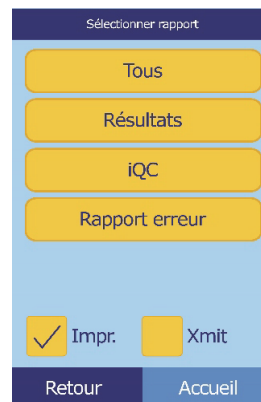 Sélectionner rapport
Tous
Résultats
iQC
Rapport erreur
Impr. Xmit
Retour Accueil